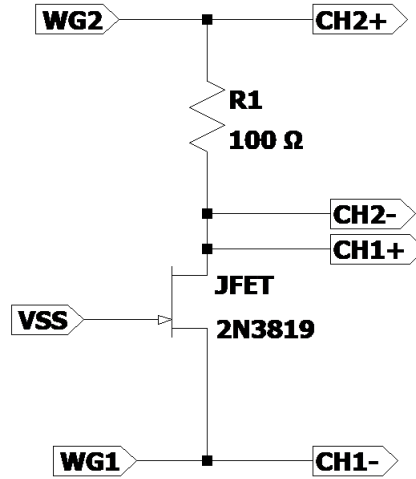 WG2
CH2+
R1
100 Ω
CH2-
CH1+
JFET
VSS
2N3819
WG1
CH1-